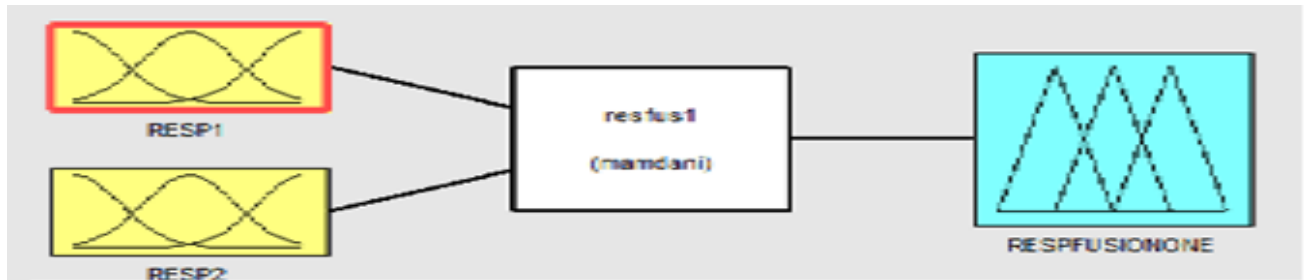 RESP1
resfus1
(mamdani)
RESP2
RESPFUSIONONE